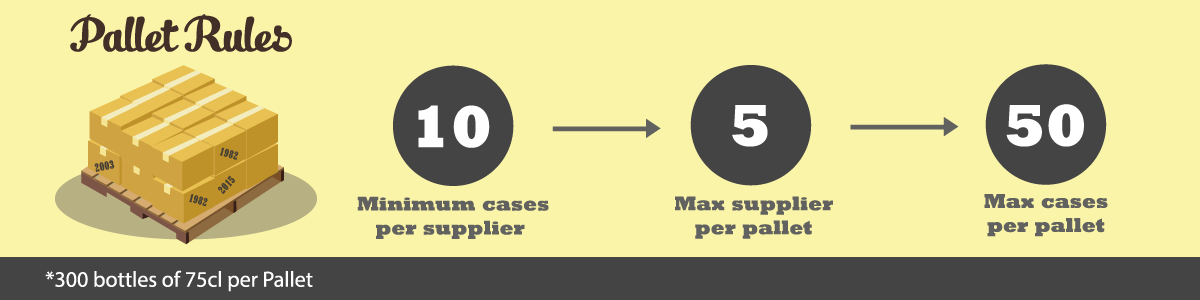 Pallet Rules
2003
1982
1982
2015
10
Minimum cases
per supplier
5
Max supplier
per pallet
50
Max cases
per pallet
*300 bottles of 75cl per Pallet